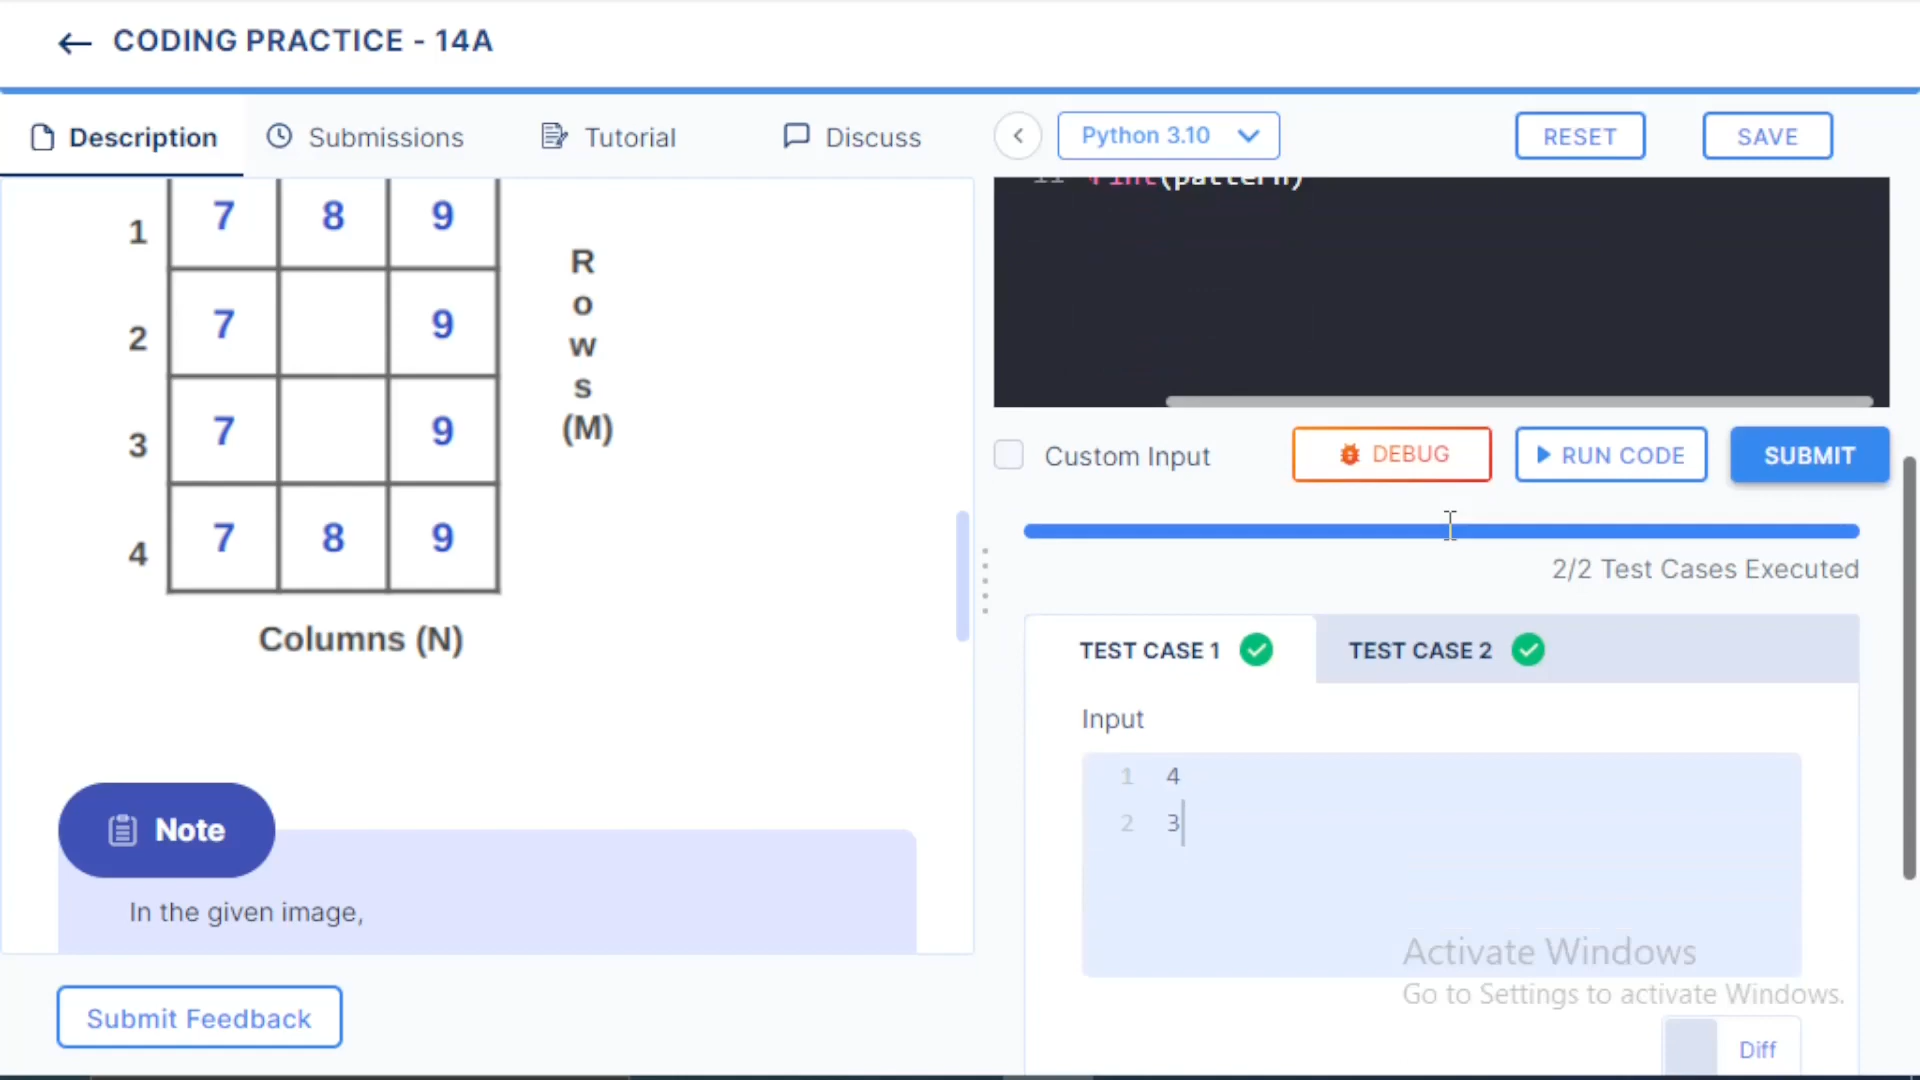 CODING PRACTICE - 14A
Description
Submissions
Tutorial
Discuss
Python 3.10
RESET
SAVE
1 7 8 9
2 7 9
3 7 9
4 7 8 9
Rows
(M)
Columns (N)
Note
In the given image,
Submit Feedback
(pattern)
Custom Input
DEBUG
RUN CODE
SUBMIT
2/2 Test Cases Executed
TEST CASE 1
TEST CASE 2
Input
1 4
2 3
Activate Windows
Go to Settings to activate Windows.
Diff